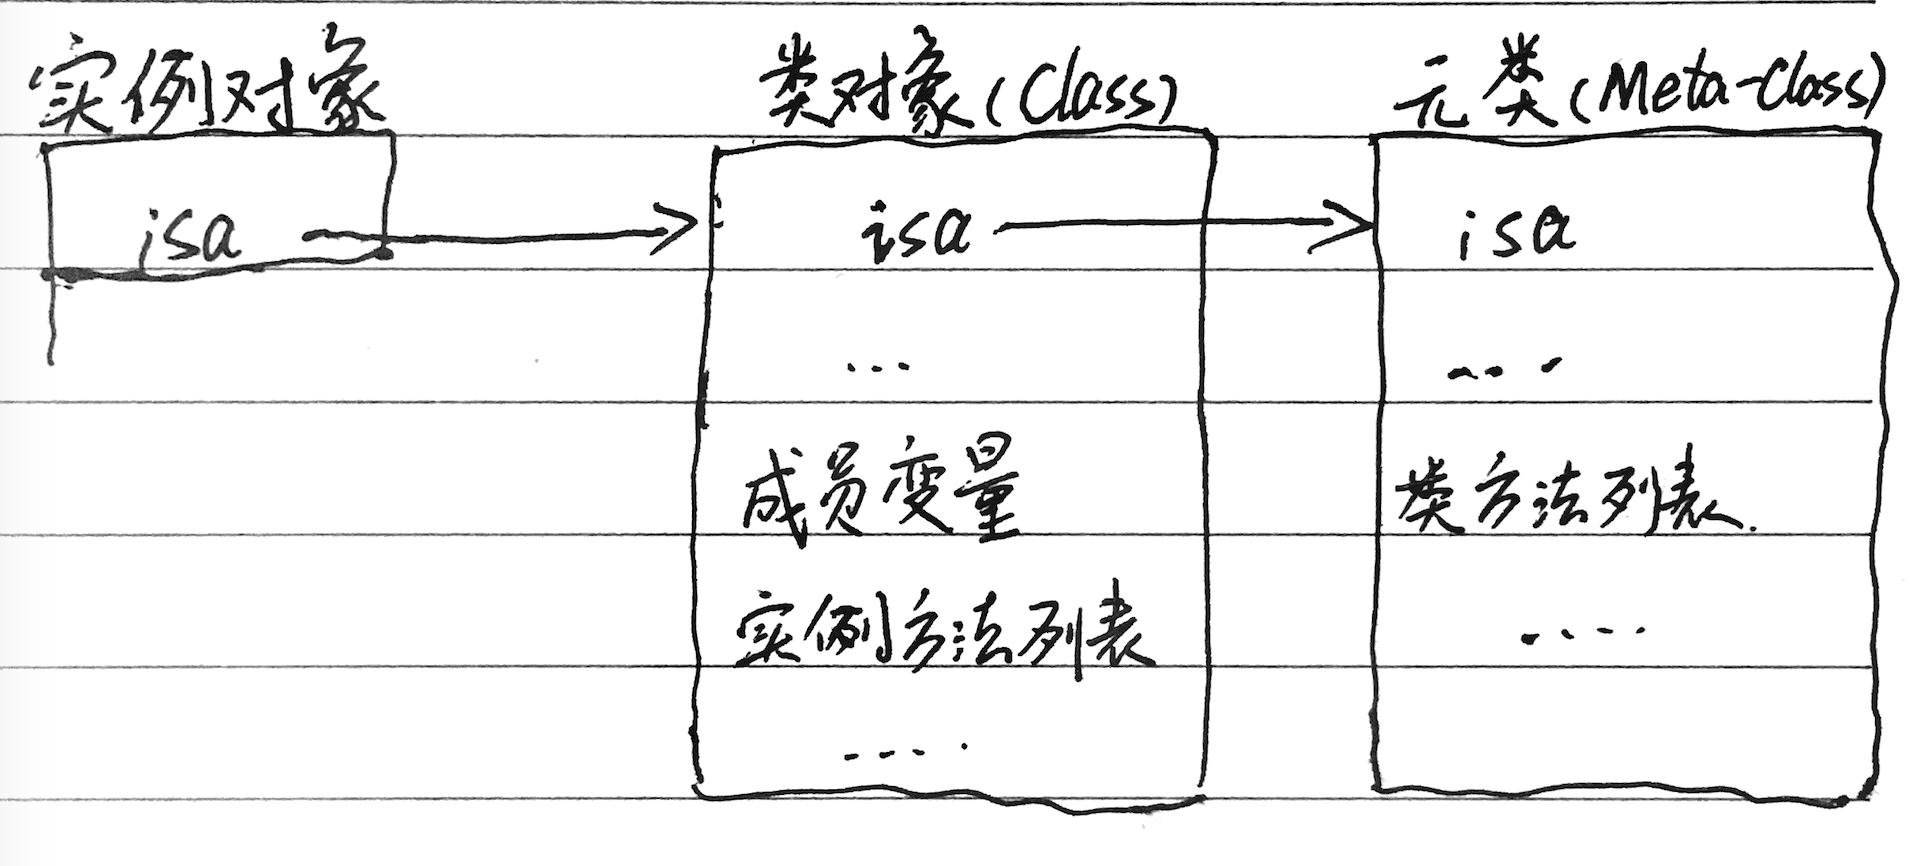 实例对象 类对象(Class) 元类(Meta-Class)
isa isa isa
... ...
成员变量 类方法列表.
实例方法列表 ....
....